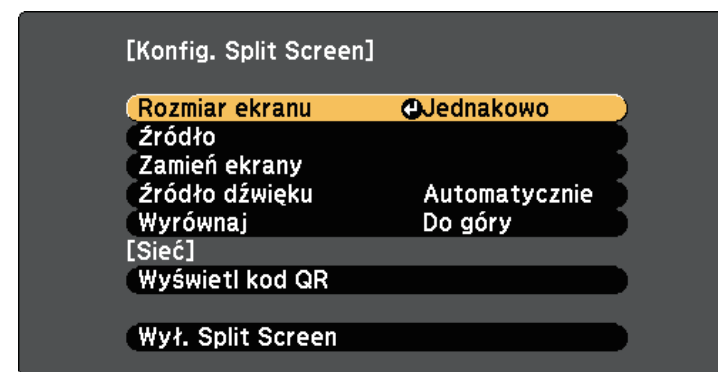 [Konfig. Split Screen]
Rozmiar ekranu Jednakowo
Źródło
Zamień ekrany
Źródło dźwięku Automatycznie
Wyrównaj Do góry
[Sieć]
Wyświetl kod QR
Wył. Split Screen